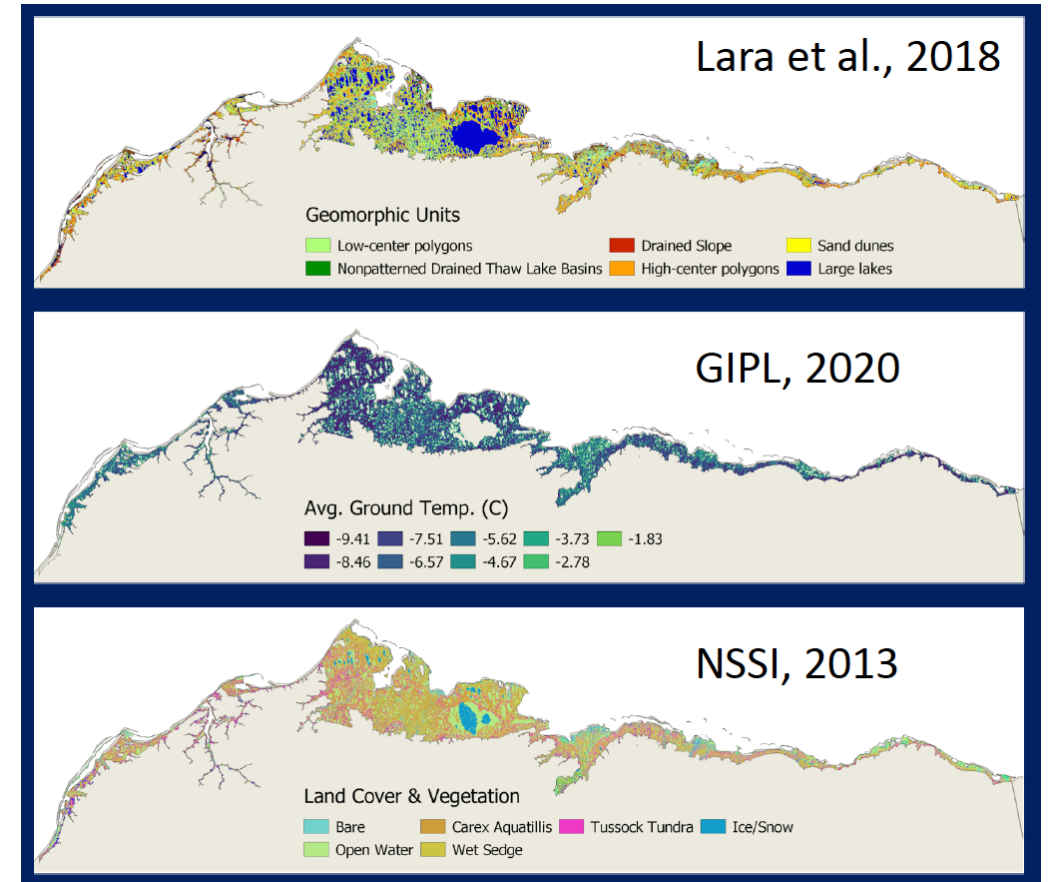 Lara et al., 2018
Geomorphic Units
Low-center polygons Drained Slope Sand dunes
Nonpatterned Drained Thaw Lake Basins High-center polygons Large lakes
GIPL, 2020
Avg. Ground Temp. (C)
-9.41 -7.51 -5.62 -3.73 -1.83
-8.46 -6.57 -4.67 -2.78
NSSI, 2013
Land Cover & Vegetation
Bare Carex Aquatillis Tussock Tundra Ice/Snow
Open Water Wet Sedge